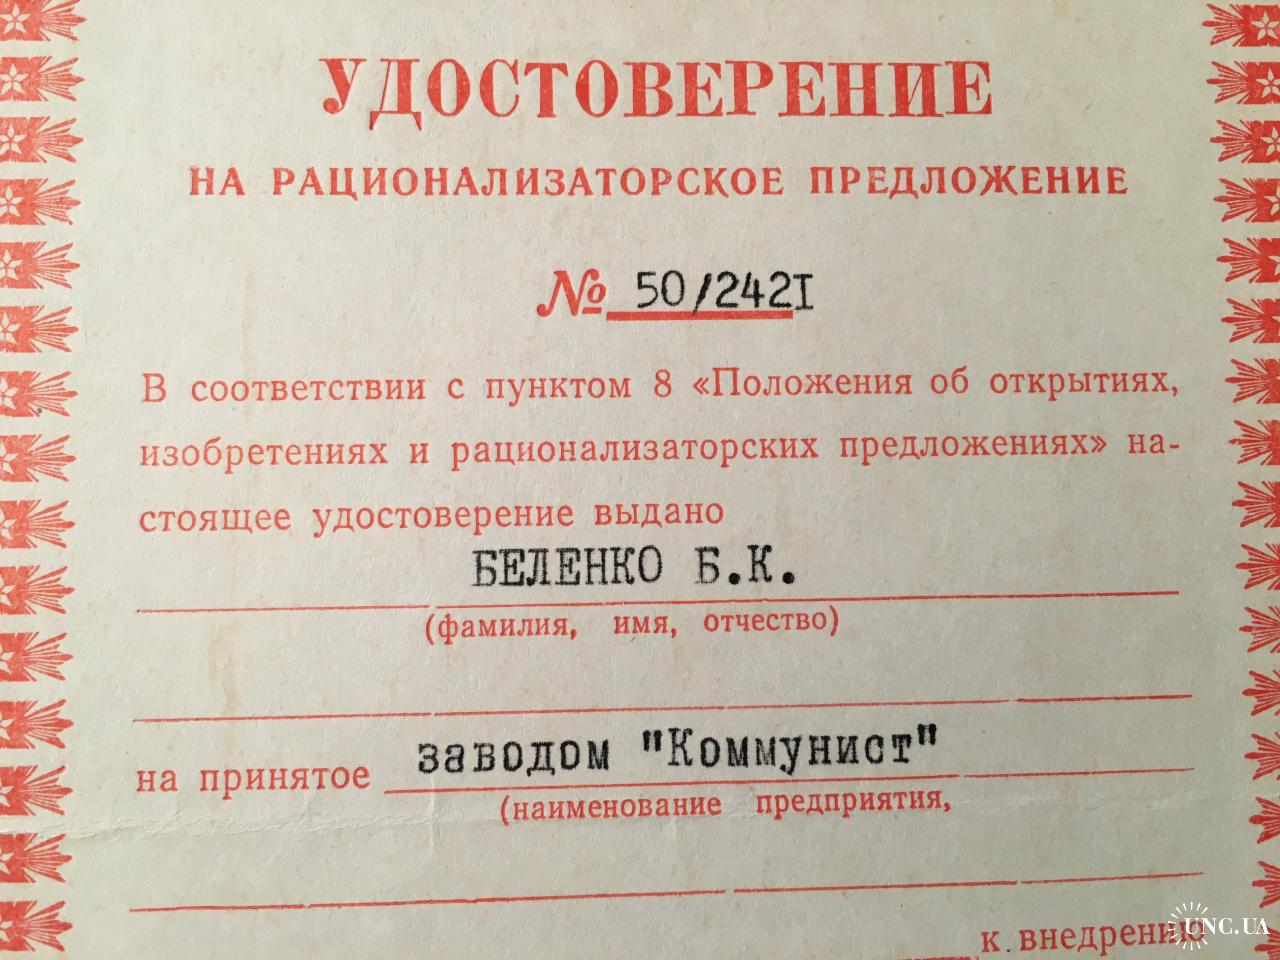 УДОСТОВЕРЕНИЕ
НА РАЦИОНАЛИЗАТОРСКОЕ ПРЕДЛОЖЕНИЕ
№ 50/242I
В соответствии с пунктом 8 «Положения об открытиях,
изобретениях и рационализаторских предложениях» на-
стоящее удостоверение выдано
БЕЛЕНКО Б.К.
(фамилия, имя, отчество)
на принятое заводом "Коммунист"
(наименование предприятия,
к внедрению
UNC.UA